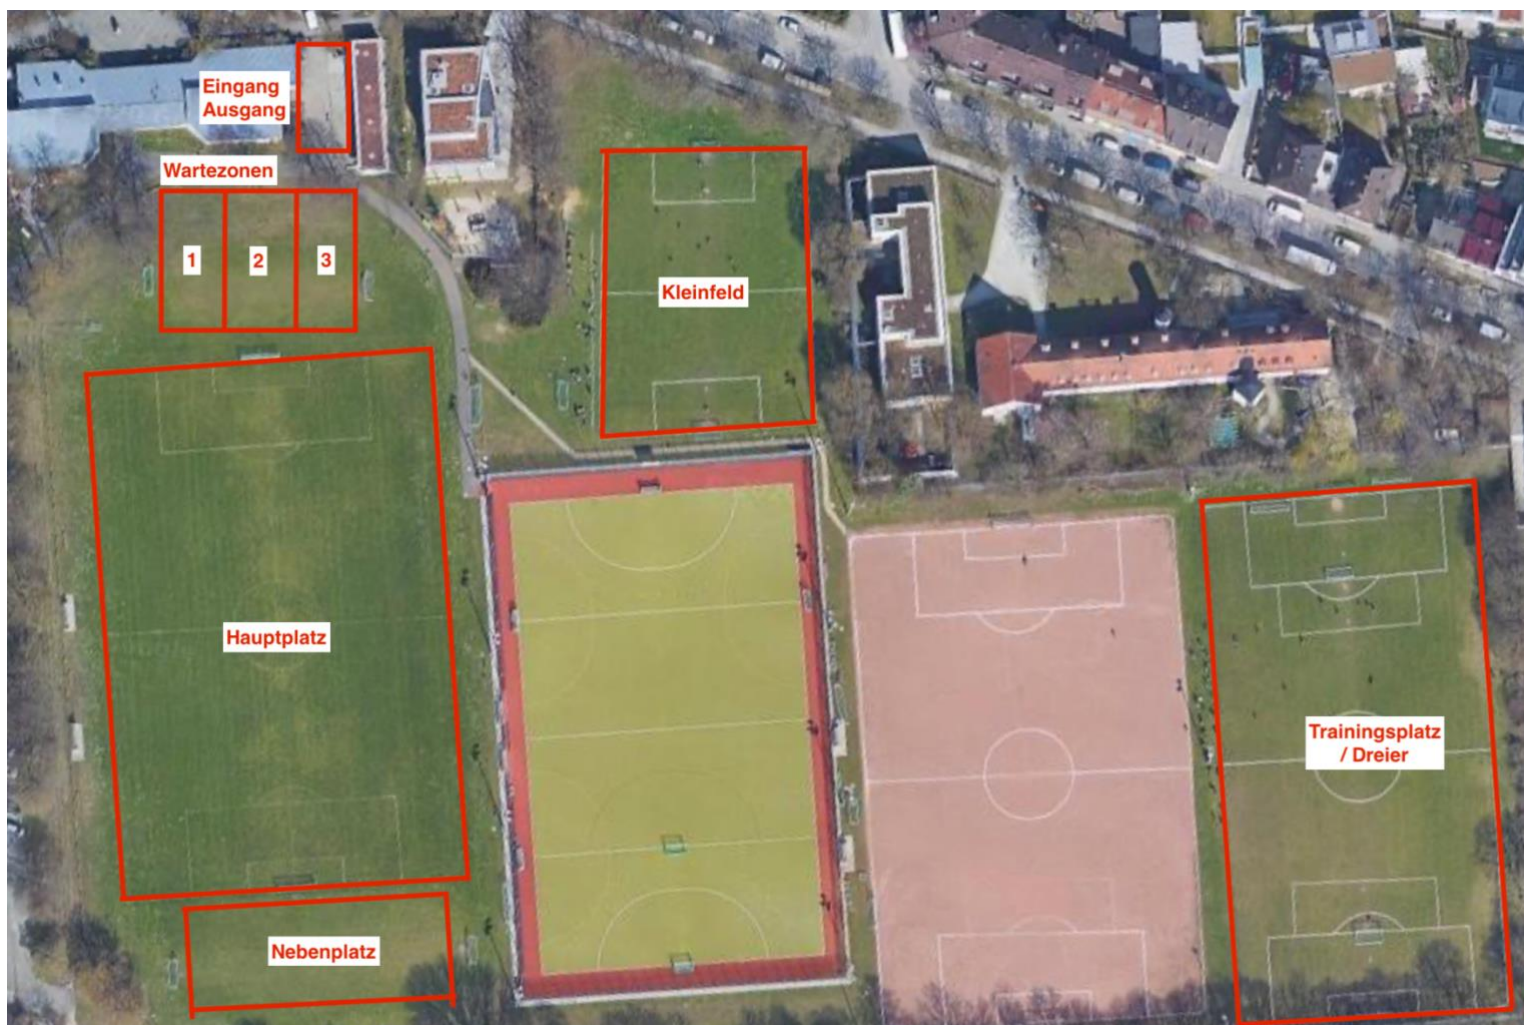 Eingang
Ausgang
Wartezonen
1
2
3
Kleinfeld
Hauptplatz
Trainingsplatz
/ Dreier
Nebenplatz